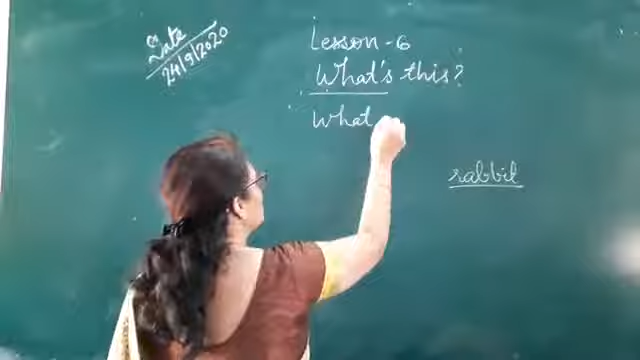 Date
24/9/2020
Lesson - 6
What's this?
What
rabbit